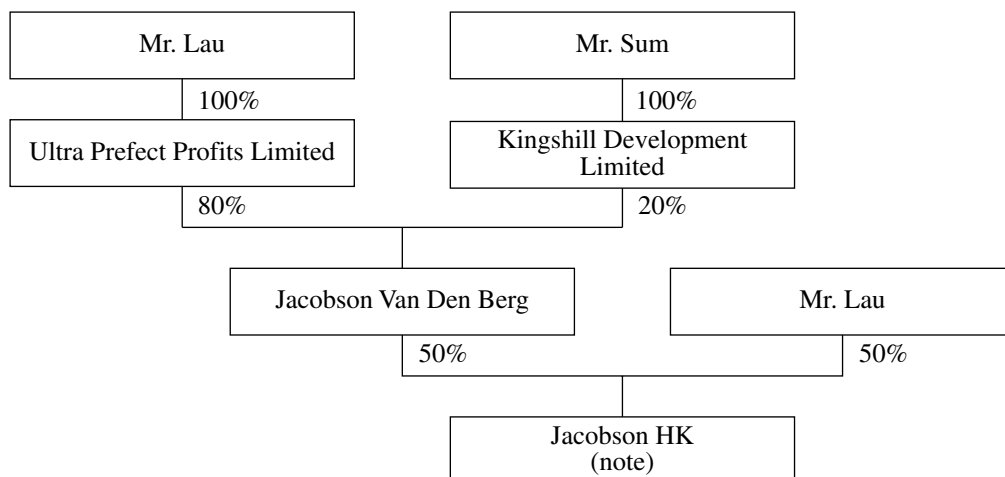 Mr. Lau
Mr. Sum
100%
100%
Ultra Prefect Profits Limited
Kingshill Development
Limited
80%
20%
Jacobson Van Den Berg
Mr. Lau
50%
50%
Jacobson HK
(note)